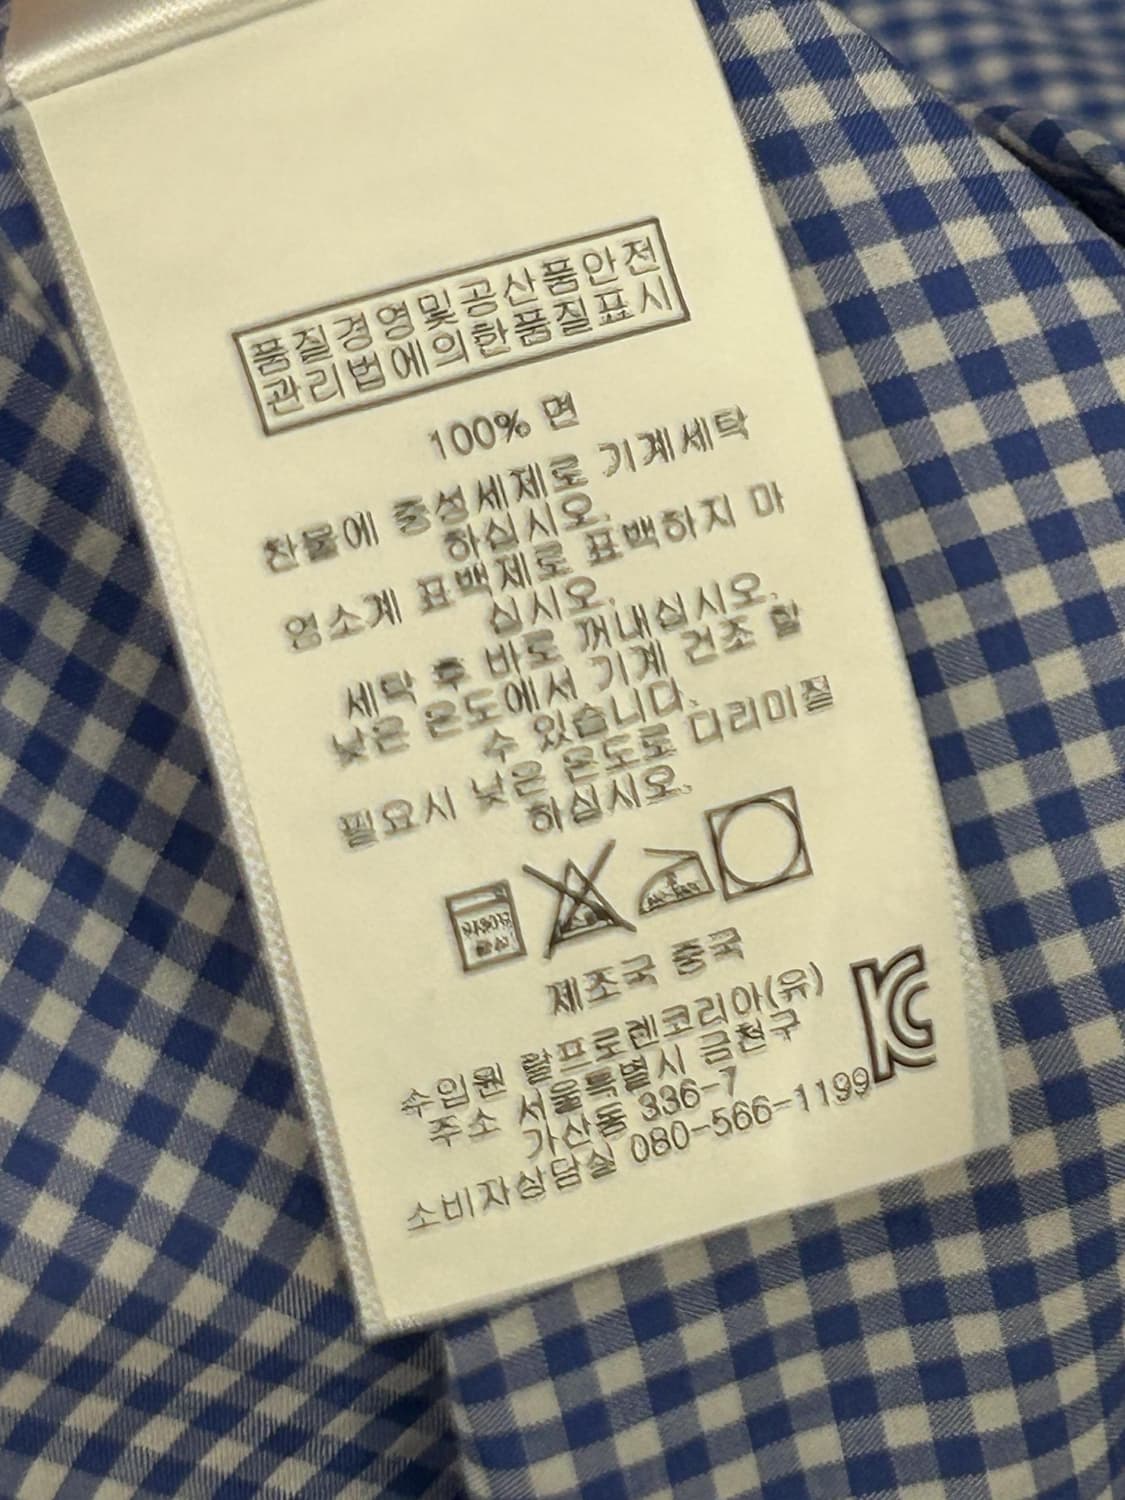 품질경영및공산품안전
관리법에의한품질표시
100% 면
찬물에 중성세제로 기계세탁
하십시오.
염소계 표백제로 표백하지 마
십시오.
세탁 후 바로 꺼내십시오.
낮은 온도에서 기계 건조 할
수 있습니다.
필요시 낮은 온도로 다리미질
하십시오.
제조국 중국
수입원 랄프로렌코리아(유)
주소 서울특별시 금천구
가산동 336-7
소비자상담실 080-566-1199